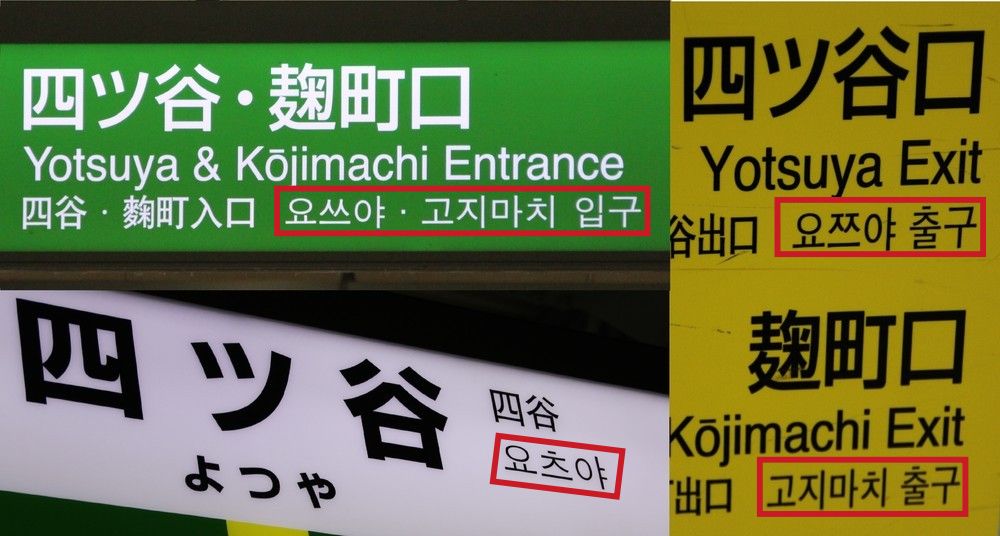 四ツ谷・麹町口
Yotsuya & Kōjimachi Entrance
四谷・麴町入口 요쓰야・고지마치 입구
四ツ谷口
Yotsuya Exit
谷出口 요쯔야 출구
麹町口
Kōjimachi Exit
町出口 고지마치 출구
四ツ谷
よつや
四谷
요츠야